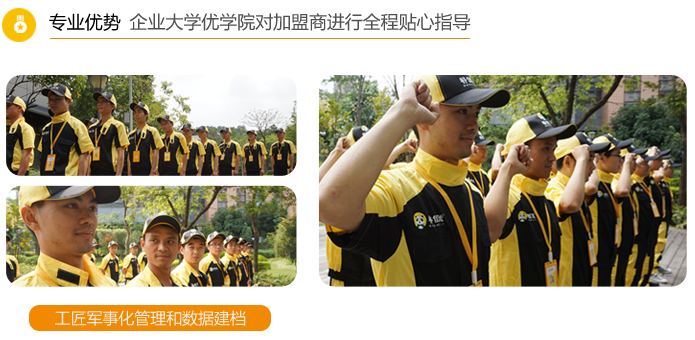 专业优势 企业大学优学院对加盟商进行全程贴心指导
工匠军事化管理和数据建档